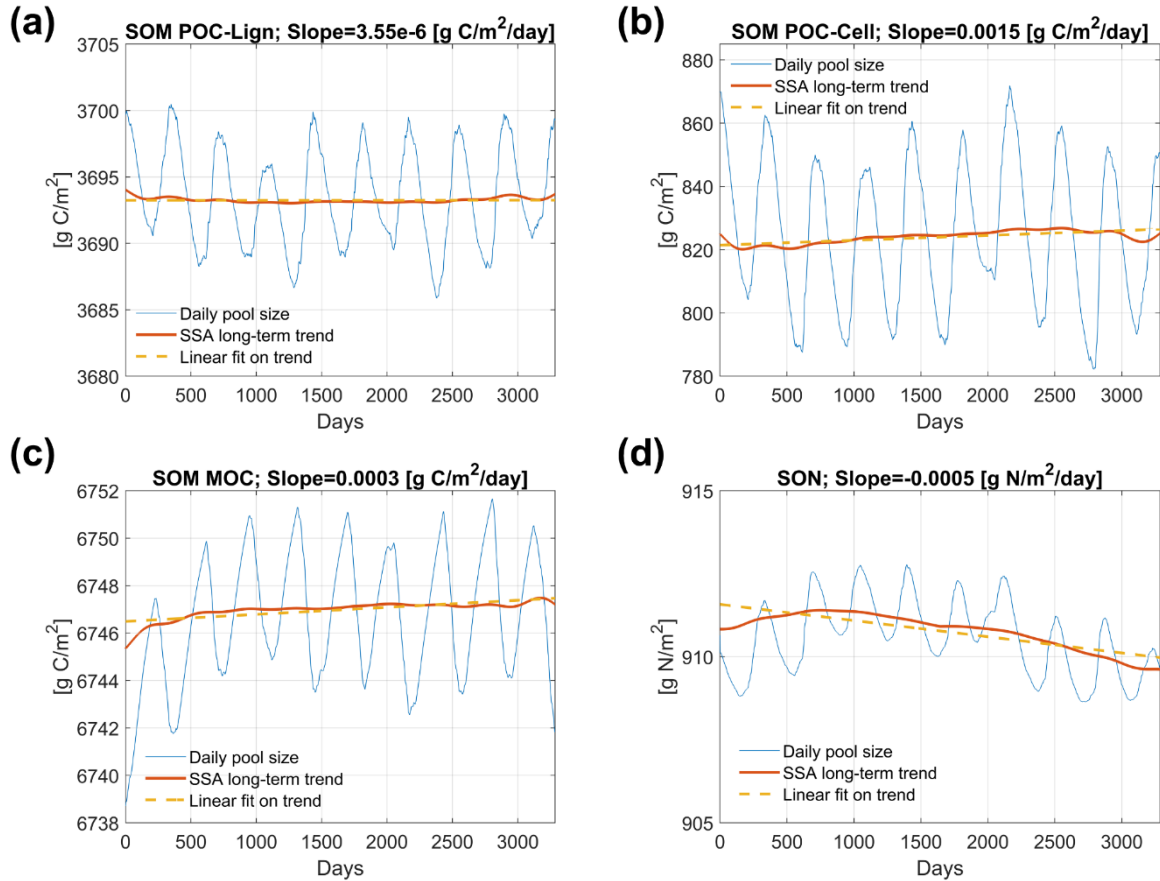 (a)
SOM POC-Lign; Slope=3.55e-6 [g C/m²/day]
3705
3700
3695
3690
3685
3680
[g C/m²]
Daily pool size
SSA long-term trend
Linear fit on trend
0 500 1000 1500 2000 2500 3000
Days
(b)
SOM POC-Cell; Slope=0.0015 [g C/m²/day]
880
860
840
820
800
780
[g C/m²]
Daily pool size
SSA long-term trend
Linear fit on trend
0 500 1000 1500 2000 2500 3000
Days
(c)
SOM MOC; Slope=0.0003 [g C/m²/day]
6752
6750
6748
6746
6744
6742
6740
6738
[g C/m²]
Daily pool size
SSA long-term trend
Linear fit on trend
0 500 1000 1500 2000 2500 3000
Days
(d)
SON; Slope=-0.0005 [g N/m²/day]
915
910
905
[g N/m²]
Daily pool size
SSA long-term trend
Linear fit on trend
0 500 1000 1500 2000 2500 3000
Days